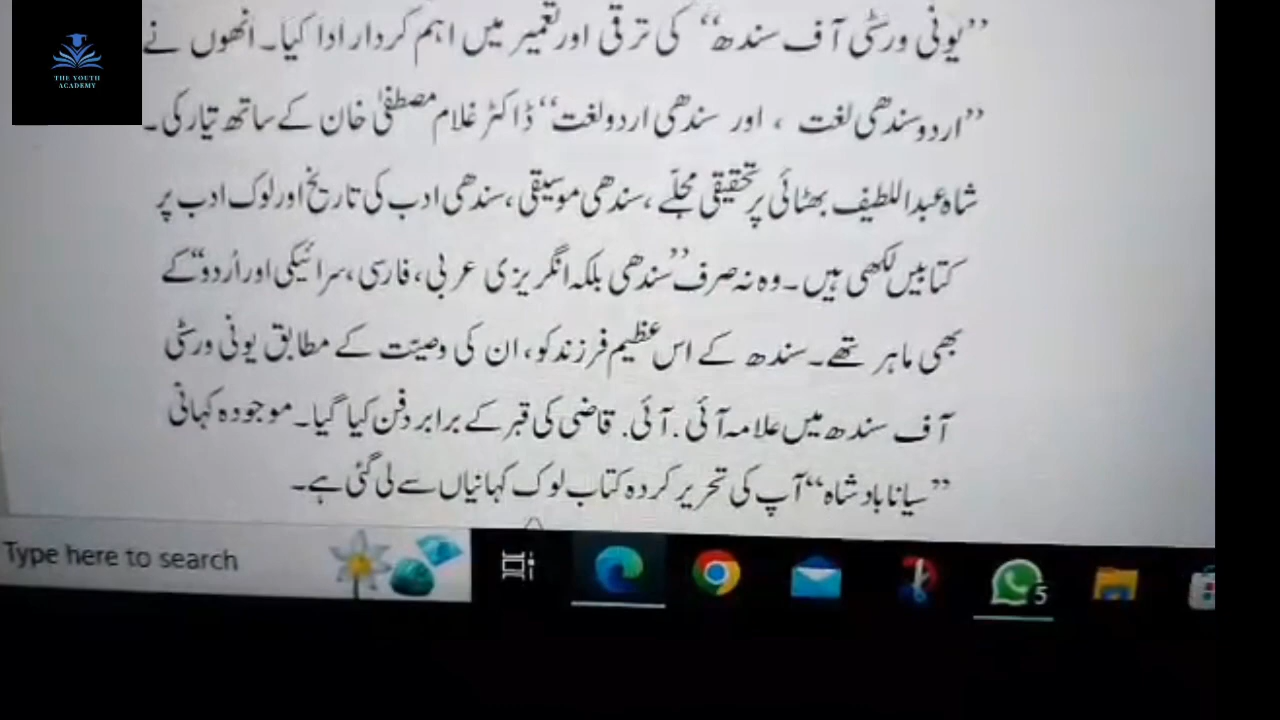 THE YOUTH
ACADEMY
’’یونی ورسٹی آف سندھ‘‘ کی ترقی اور تعمیر میں اہم کردار ادا کیا۔ انھوں نے
’’اردو سندھی لغت ، اور سندھی اردو لغت‘‘ ڈاکٹر غلام مصطفیٰ خان کے ساتھ تیار کی۔
شاہ عبداللطیف بھٹائی پر تحقیقی مجلّے ، سندھی موسیقی ، سندھی ادب کی تاریخ اور لوک ادب پر
کتابیں لکھی ہیں۔ وہ نہ صرف ’’سندھی بلکہ انگریزی عربی، فارسی، سرائیکی اور اُردو‘‘ کے
بھی ماہر تھے۔ سندھ کے اس عظیم فرزند کو، ان کی وصیّت کے مطابق یونی ورسٹی
آف سندھ میں علامہ آئی. آئی. قاضی کی قبر کے برابر دفن کیا گیا۔ موجودہ کہانی
’’سیانا بادشاہ‘‘ آپ کی تحریر کردہ کتاب لوک کہانیاں سے لی گئی ہے۔
Type here to search
5